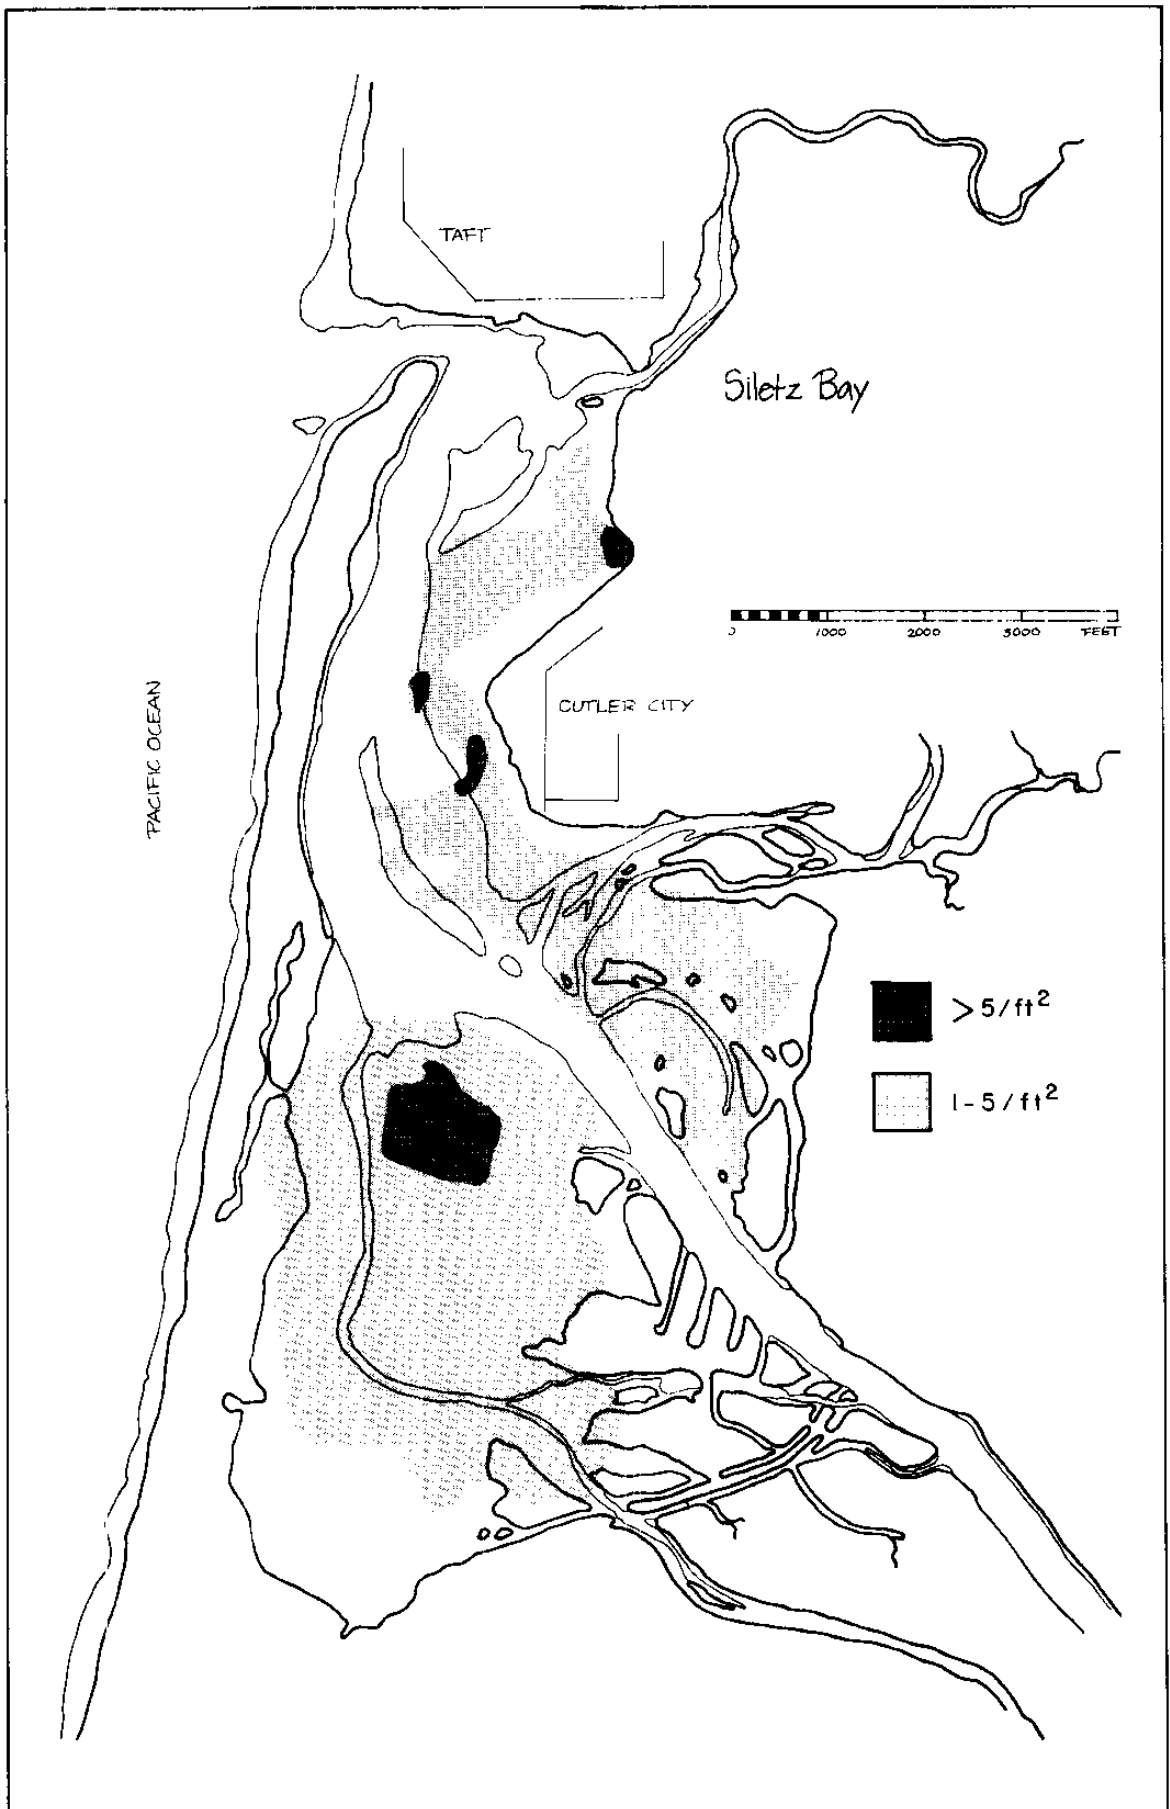 TAFT
Siletz Bay
0 1000 2000 3000 FEET
CUTLER CITY
PACIFIC OCEAN
> 5/ft²
1-5/ft²